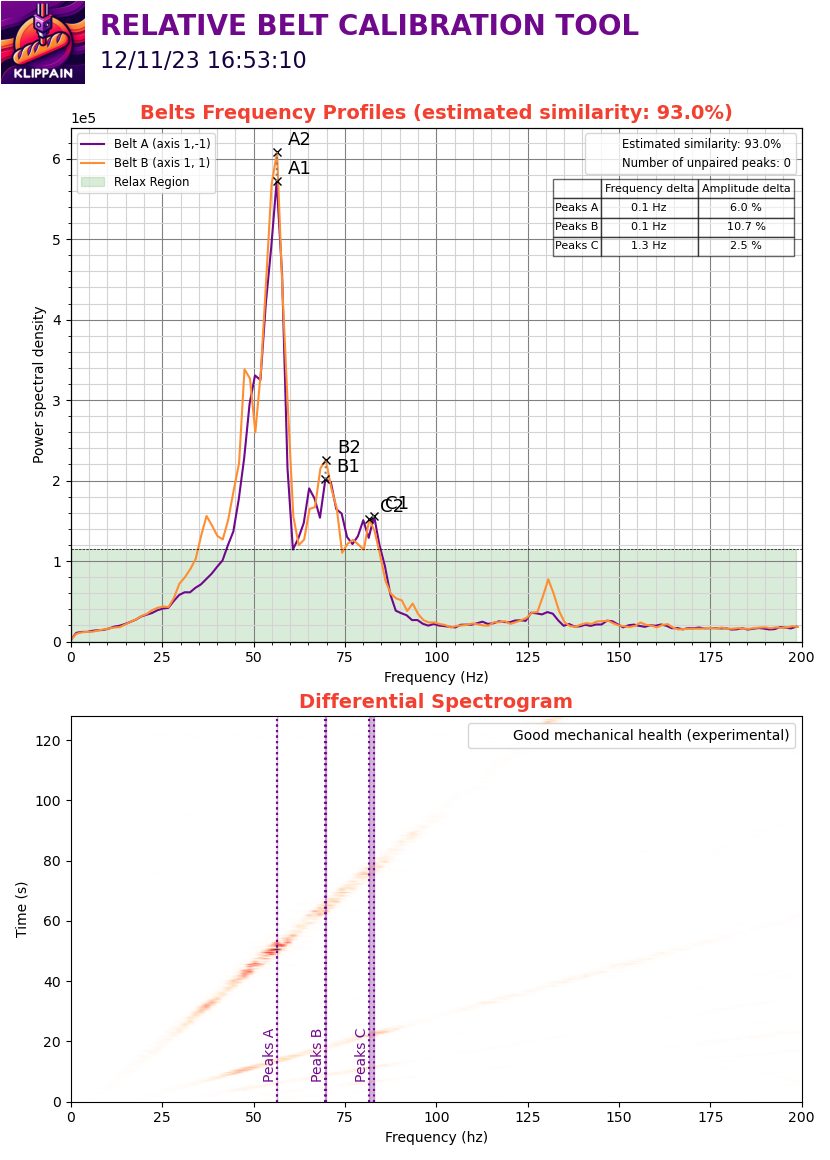 RELATIVE BELT CALIBRATION TOOL
12/11/23 16:53:10
KLIPPAIN
Belts Frequency Profiles (estimated similarity: 93.0%)
1e5
Belt A (axis 1,-1)
Belt B (axis 1, 1)
Relax Region
Estimated similarity: 93.0%
Number of unpaired peaks: 0
Frequency delta Amplitude delta
Peaks A 0.1 Hz 6.0 %
Peaks B 0.1 Hz 10.7 %
Peaks C 1.3 Hz 2.5 %
A2
A1
B2
B1
C1
C2
Power spectral density
6
5
4
3
2
1
0
0 25 50 75 100 125 150 175 200
Frequency (Hz)
Differential Spectrogram
Good mechanical health (experimental)
Time (s)
120
100
80
60
40
20
0
Peaks A
Peaks B
Peaks C
0 25 50 75 100 125 150 175 200
Frequency (hz)